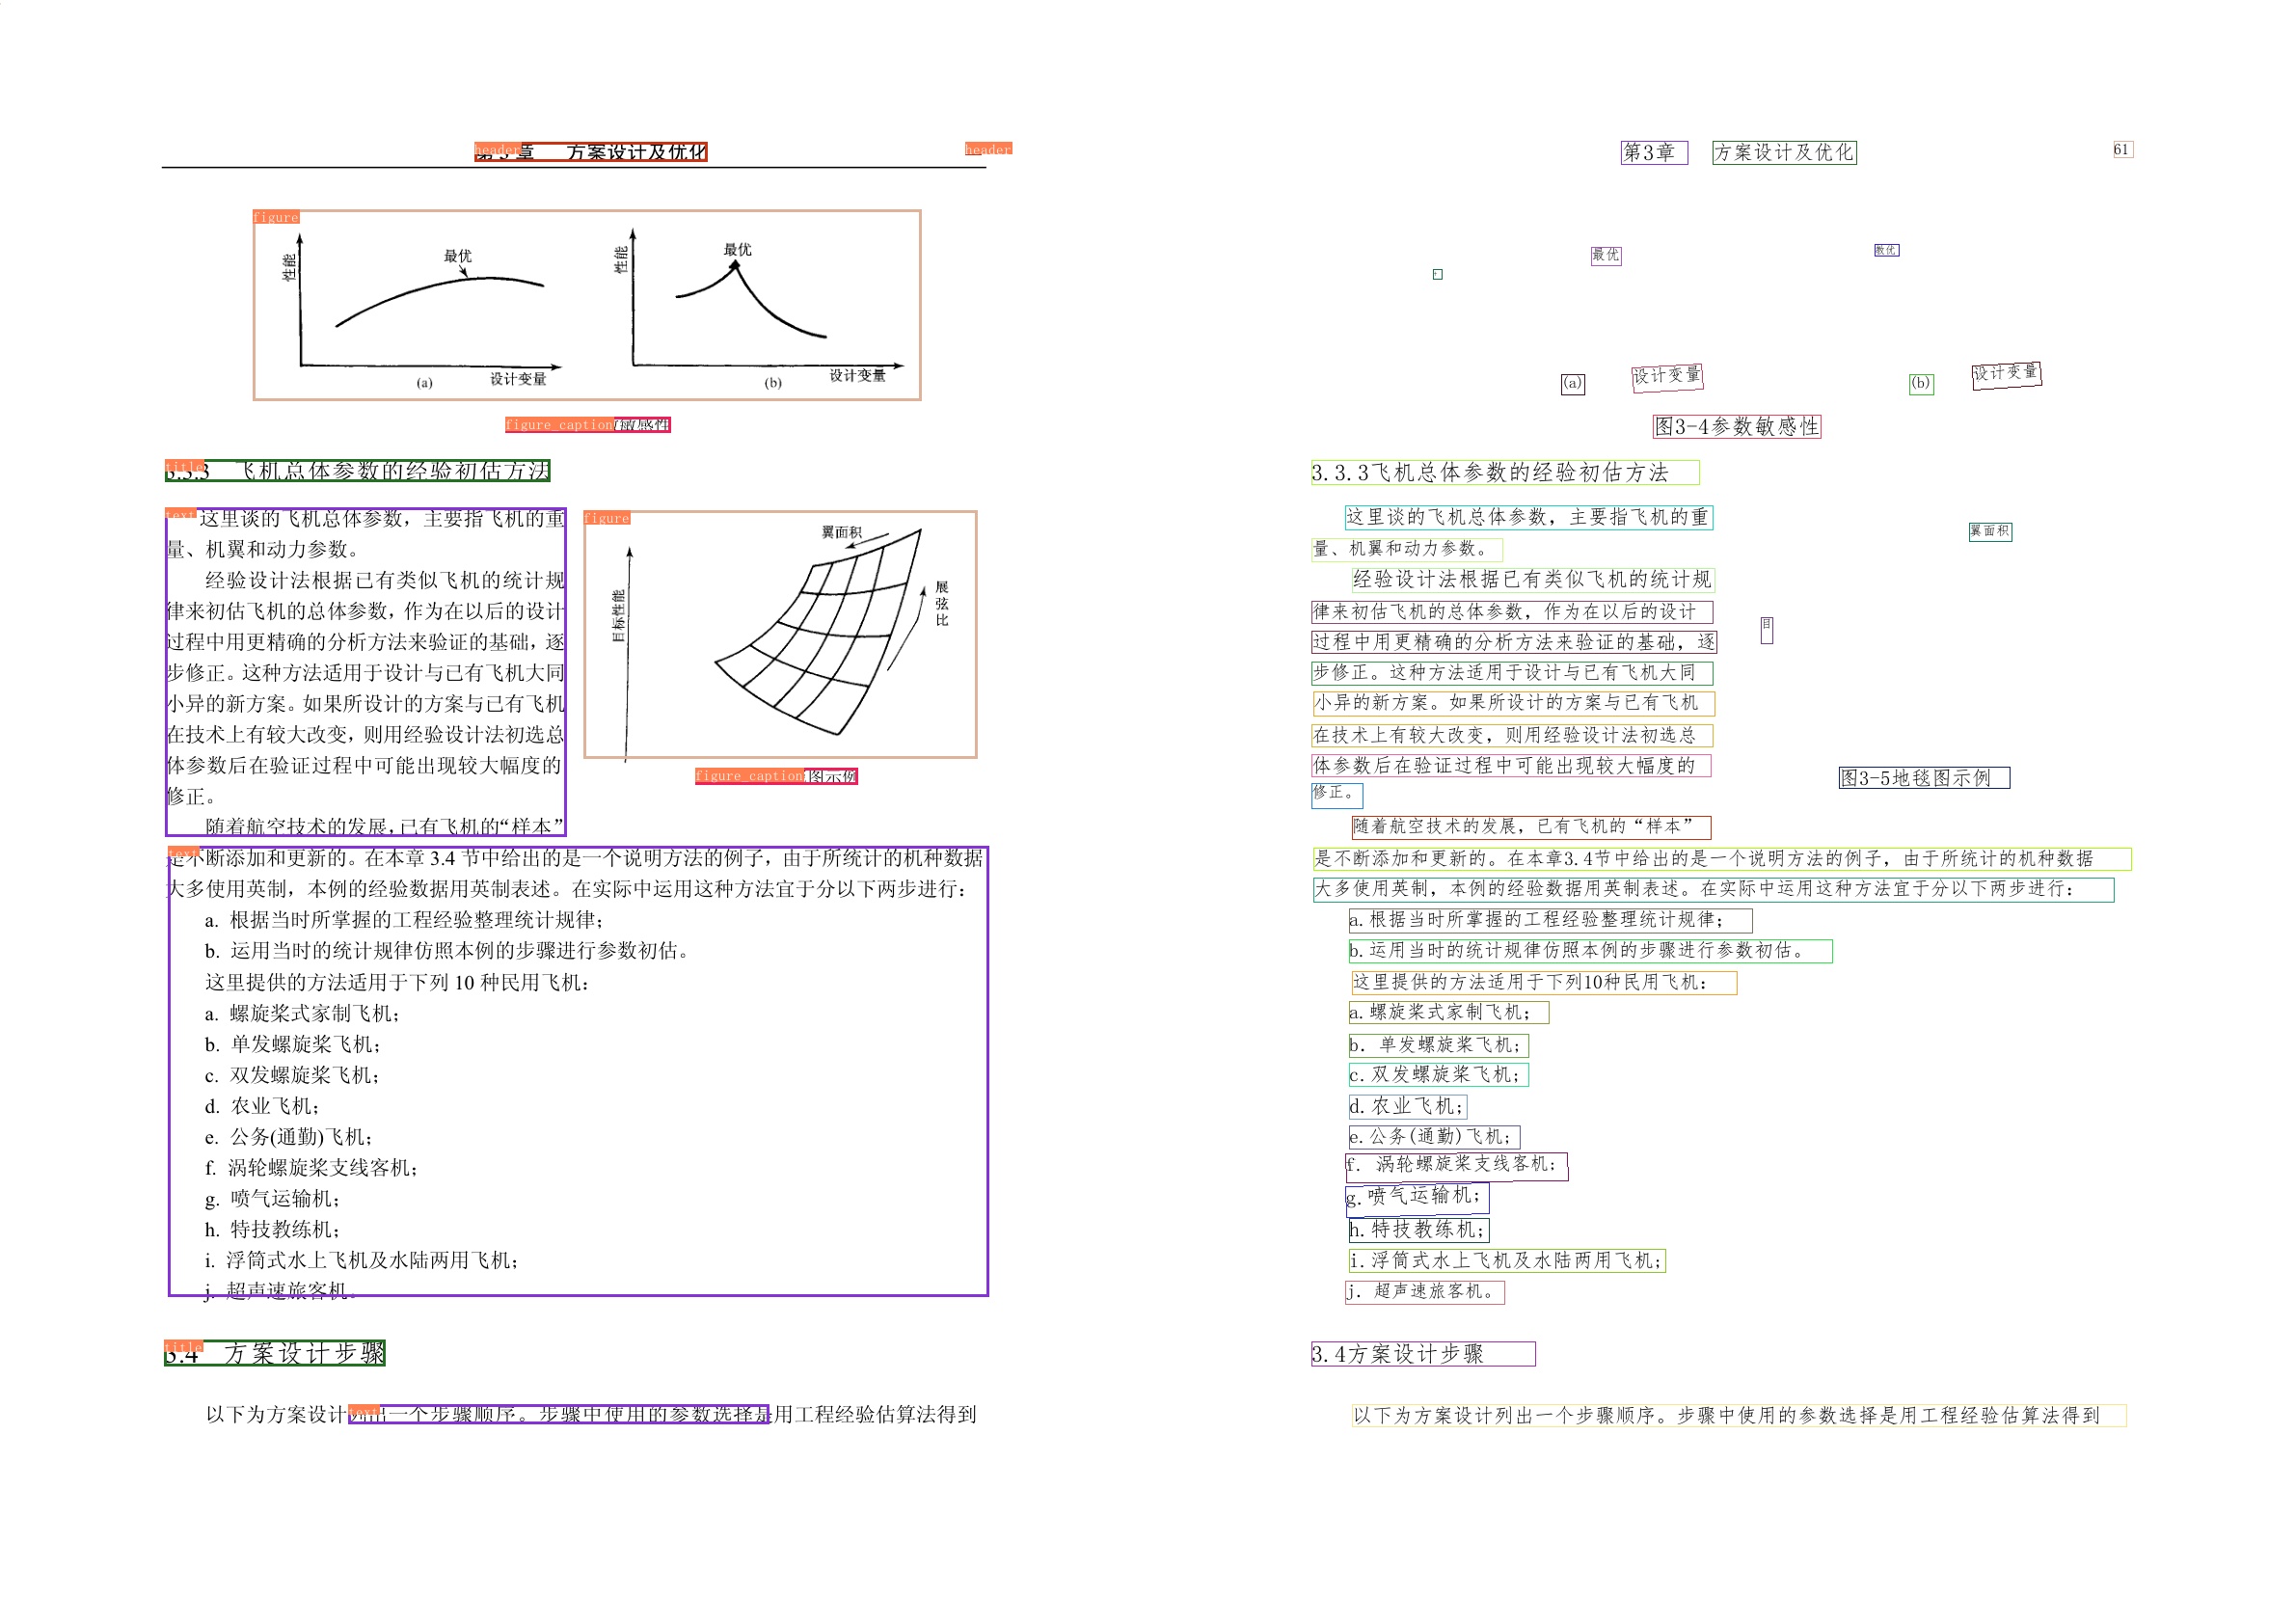 header 章 方案设计及优化 header
figure
性能 最优 性能 最优
(a) 设计变量 (b) 设计变量
figure_caption 敏感性
title 3.3.3 飞机总体参数的经验初估方法
text 这里谈的飞机总体参数，主要指飞机的重
量、机翼和动力参数。
经验设计法根据已有类似飞机的统计规
律来初估飞机的总体参数，作为在以后的设计
过程中用更精确的分析方法来验证的基础，逐
步修正。这种方法适用于设计与已有飞机大同
小异的新方案。如果所设计的方案与已有飞机
在技术上有较大改变，则用经验设计法初选总
体参数后在验证过程中可能出现较大幅度的
修正。
随着航空技术的发展，已有飞机的“样本”
figure
翼面积
展弦比
目标性能
figure_caption 图示例
text
是不断添加和更新的。在本章 3.4 节中给出的是一个说明方法的例子，由于所统计的机种数据
大多使用英制，本例的经验数据用英制表述。在实际中运用这种方法宜于分以下两步进行：
a. 根据当时所掌握的工程经验整理统计规律；
b. 运用当时的统计规律仿照本例的步骤进行参数初估。
这里提供的方法适用于下列 10 种民用飞机：
a. 螺旋桨式家制飞机；
b. 单发螺旋桨飞机；
c. 双发螺旋桨飞机；
d. 农业飞机；
e. 公务(通勤)飞机；
f. 涡轮螺旋桨支线客机；
g. 喷气运输机；
h. 特技教练机；
i. 浮筒式水上飞机及水陆两用飞机；
j. 超声速旅客机。
title 3.4 方案设计步骤
以下为方案设计 text 出一个步骤顺序。步骤中使用的参数选择是用工程经验估算法得到
第3章 方案设计及优化 61
最优 数优
(a) 设计变量 (b) 设计变量
图3-4参数敏感性
3.3.3飞机总体参数的经验初估方法
这里谈的飞机总体参数，主要指飞机的重
量、机翼和动力参数。
经验设计法根据已有类似飞机的统计规
律来初估飞机的总体参数，作为在以后的设计
过程中用更精确的分析方法来验证的基础，逐
步修正。这种方法适用于设计与已有飞机大同
小异的新方案。如果所设计的方案与已有飞机
在技术上有较大改变，则用经验设计法初选总
体参数后在验证过程中可能出现较大幅度的
修正。
随着航空技术的发展，已有飞机的“样本”
翼面积
目
图3-5地毯图示例
是不断添加和更新的。在本章3.4节中给出的是一个说明方法的例子，由于所统计的机种数据
大多使用英制，本例的经验数据用英制表述。在实际中运用这种方法宜于分以下两步进行：
a.根据当时所掌握的工程经验整理统计规律；
b.运用当时的统计规律仿照本例的步骤进行参数初估。
这里提供的方法适用于下列10种民用飞机：
a.螺旋桨式家制飞机；
b. 单发螺旋桨飞机；
c.双发螺旋桨飞机；
d.农业飞机；
e.公务(通勤)飞机；
f. 涡轮螺旋桨支线客机；
g.喷气运输机；
h.特技教练机；
i.浮筒式水上飞机及水陆两用飞机；
j. 超声速旅客机。
3.4方案设计步骤
以下为方案设计列出一个步骤顺序。步骤中使用的参数选择是用工程经验估算法得到